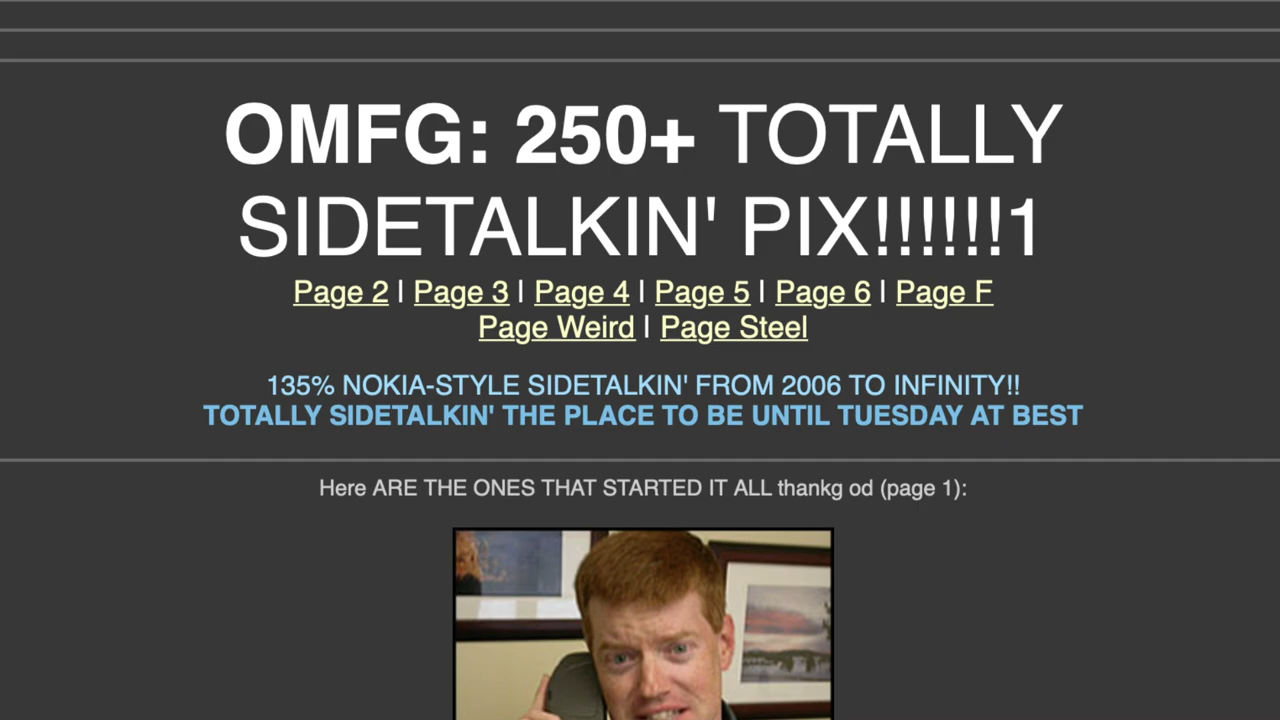 OMFG: 250+ TOTALLY
SIDETALKIN' PIX!!!!!!1
Page 2 | Page 3 | Page 4 | Page 5 | Page 6 | Page F
Page Weird | Page Steel
135% NOKIA-STYLE SIDETALKIN' FROM 2006 TO INFINITY!!
TOTALLY SIDETALKIN' THE PLACE TO BE UNTIL TUESDAY AT BEST
Here ARE THE ONES THAT STARTED IT ALL thankg od (page 1):